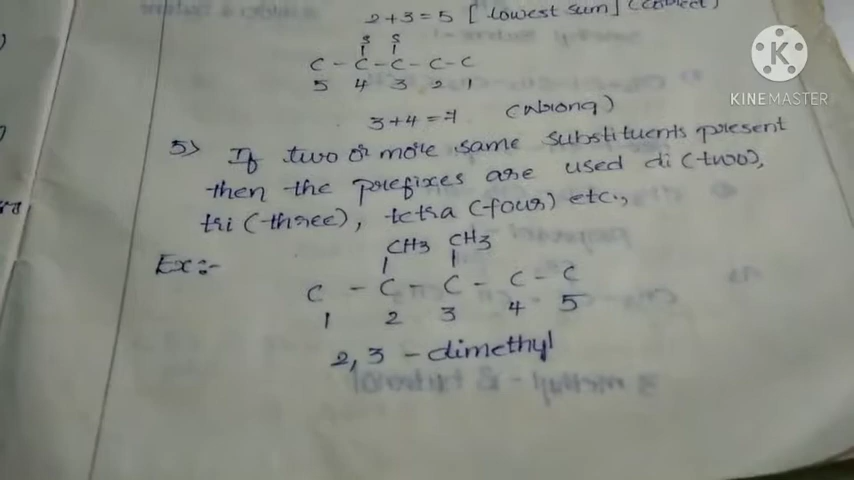 2+3=5 [lowest sum] (correct)
S S
C - C - C - C - C
5 4 3 2 1
3+4=7 (Wrong)
KINEMASTER
5) If two or more same substituents present
then the prefixes are used di (two),
tri (three), tetra (four) etc.,
Ex:-
CH3 CH3
C - C - C - C - C
1 2 3 4 5
2, 3 - dimethyl